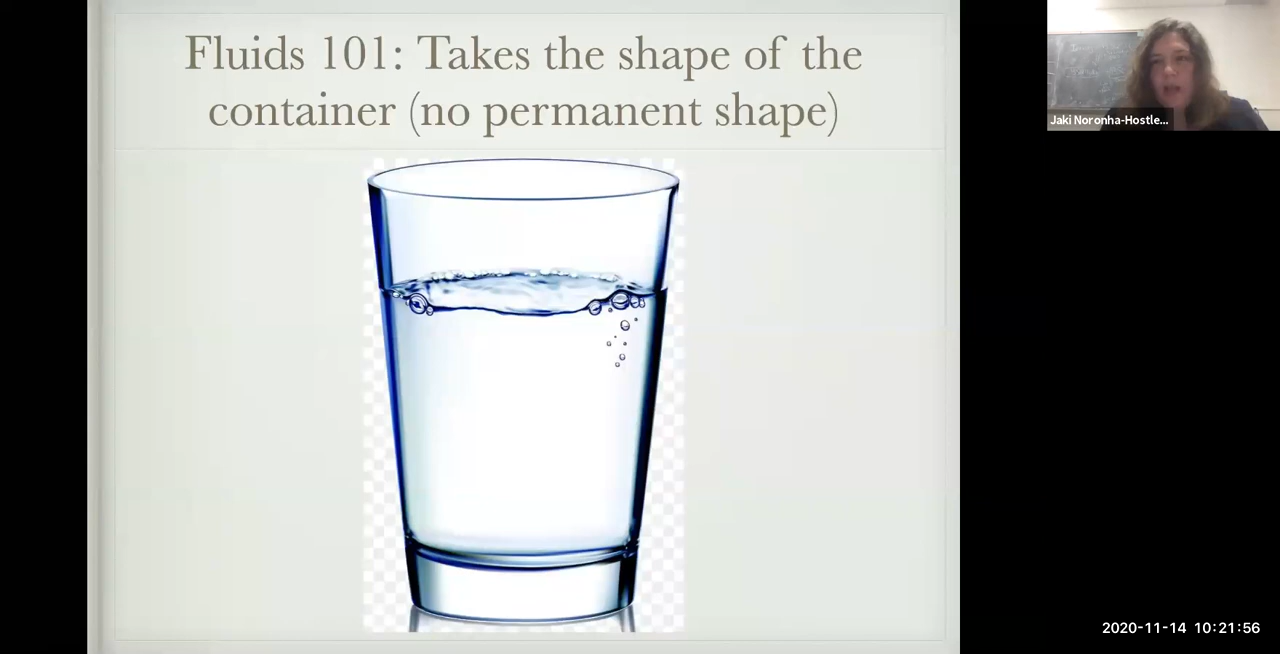 Fluids 101: Takes the shape of the
container (no permanent shape)
Jaki Noronha-Hostle...
2020-11-14 10:21:56